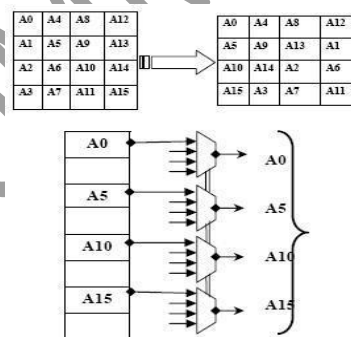 A0 A4 A8 A12 A0 A4 A8 A12
A1 A5 A9 A13 A5 A9 A13 A1
A2 A6 A10 A14 A10 A14 A2 A6
A3 A7 A11 A15 A15 A3 A7 A11
A0 A0
A5 A5
A10 A10
A15 A15